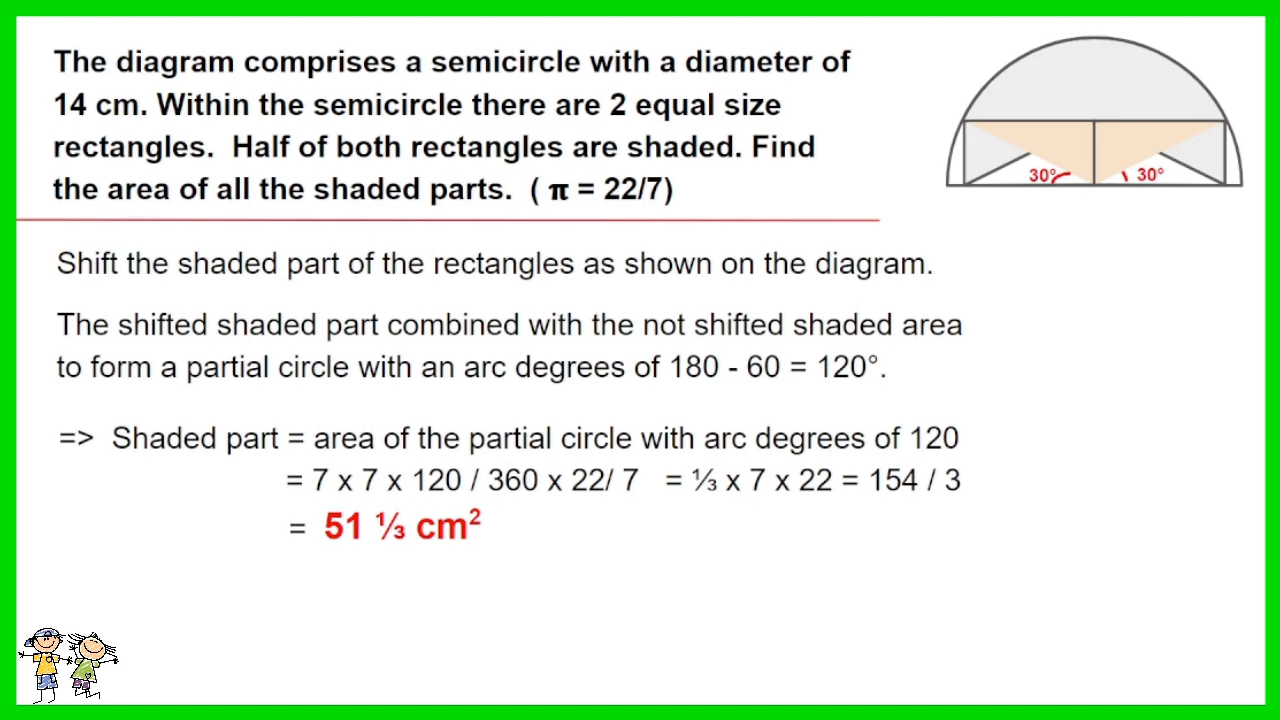 The diagram comprises a semicircle with a diameter of
14 cm. Within the semicircle there are 2 equal size
rectangles.  Half of both rectangles are shaded. Find
the area of all the shaded parts.  ( π = 22/7)
30° 30°
Shift the shaded part of the rectangles as shown on the diagram.
The shifted shaded part combined with the not shifted shaded area
to form a partial circle with an arc degrees of 180 - 60 = 120°.
=>  Shaded part = area of the partial circle with arc degrees of 120
= 7 x 7 x 120 / 360 x 22/ 7   = ⅓ x 7 x 22 = 154 / 3
=  51 ⅓ cm²